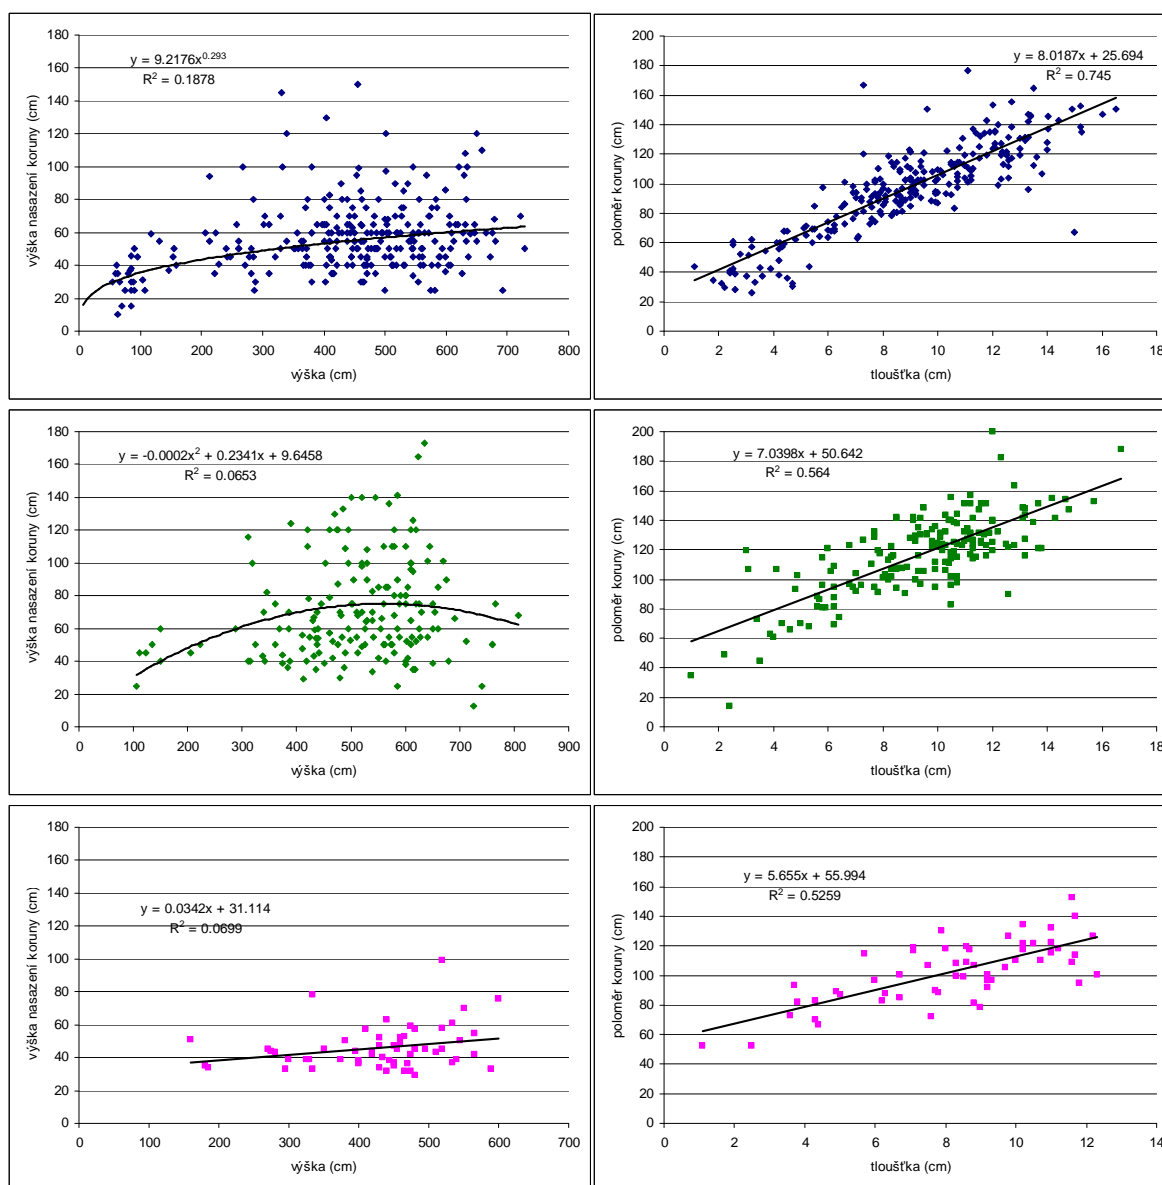 y = 9.2176x^0.293
R² = 0.1878
180
160
140
120
100
80
60
40
20
0
0 100 200 300 400 500 600 700 800
výška nasazení koruny (cm)
výška (cm)
y = 8.0187x + 25.694
R² = 0.745
200
180
160
140
120
100
80
60
40
20
0
0 2 4 6 8 10 12 14 16 18
poloměr koruny (cm)
tloušťka (cm)
y = -0.0002x² + 0.2341x + 9.6458
R² = 0.0653
180
160
140
120
100
80
60
40
20
0
0 100 200 300 400 500 600 700 800 900
výška nasazení koruny (cm)
výška (cm)
y = 7.0398x + 50.642
R² = 0.564
200
180
160
140
120
100
80
60
40
20
0
0 2 4 6 8 10 12 14 16 18
poloměr koruny (cm)
tloušťka (cm)
y = 0.0342x + 31.114
R² = 0.0699
180
160
140
120
100
80
60
40
20
0
0 100 200 300 400 500 600 700
výška nasazení koruny (cm)
výška (cm)
y = 5.655x + 55.994
R² = 0.5259
200
180
160
140
120
100
80
60
40
20
0
0 2 4 6 8 10 12 14
poloměr koruny (cm)
tloušťka (cm)